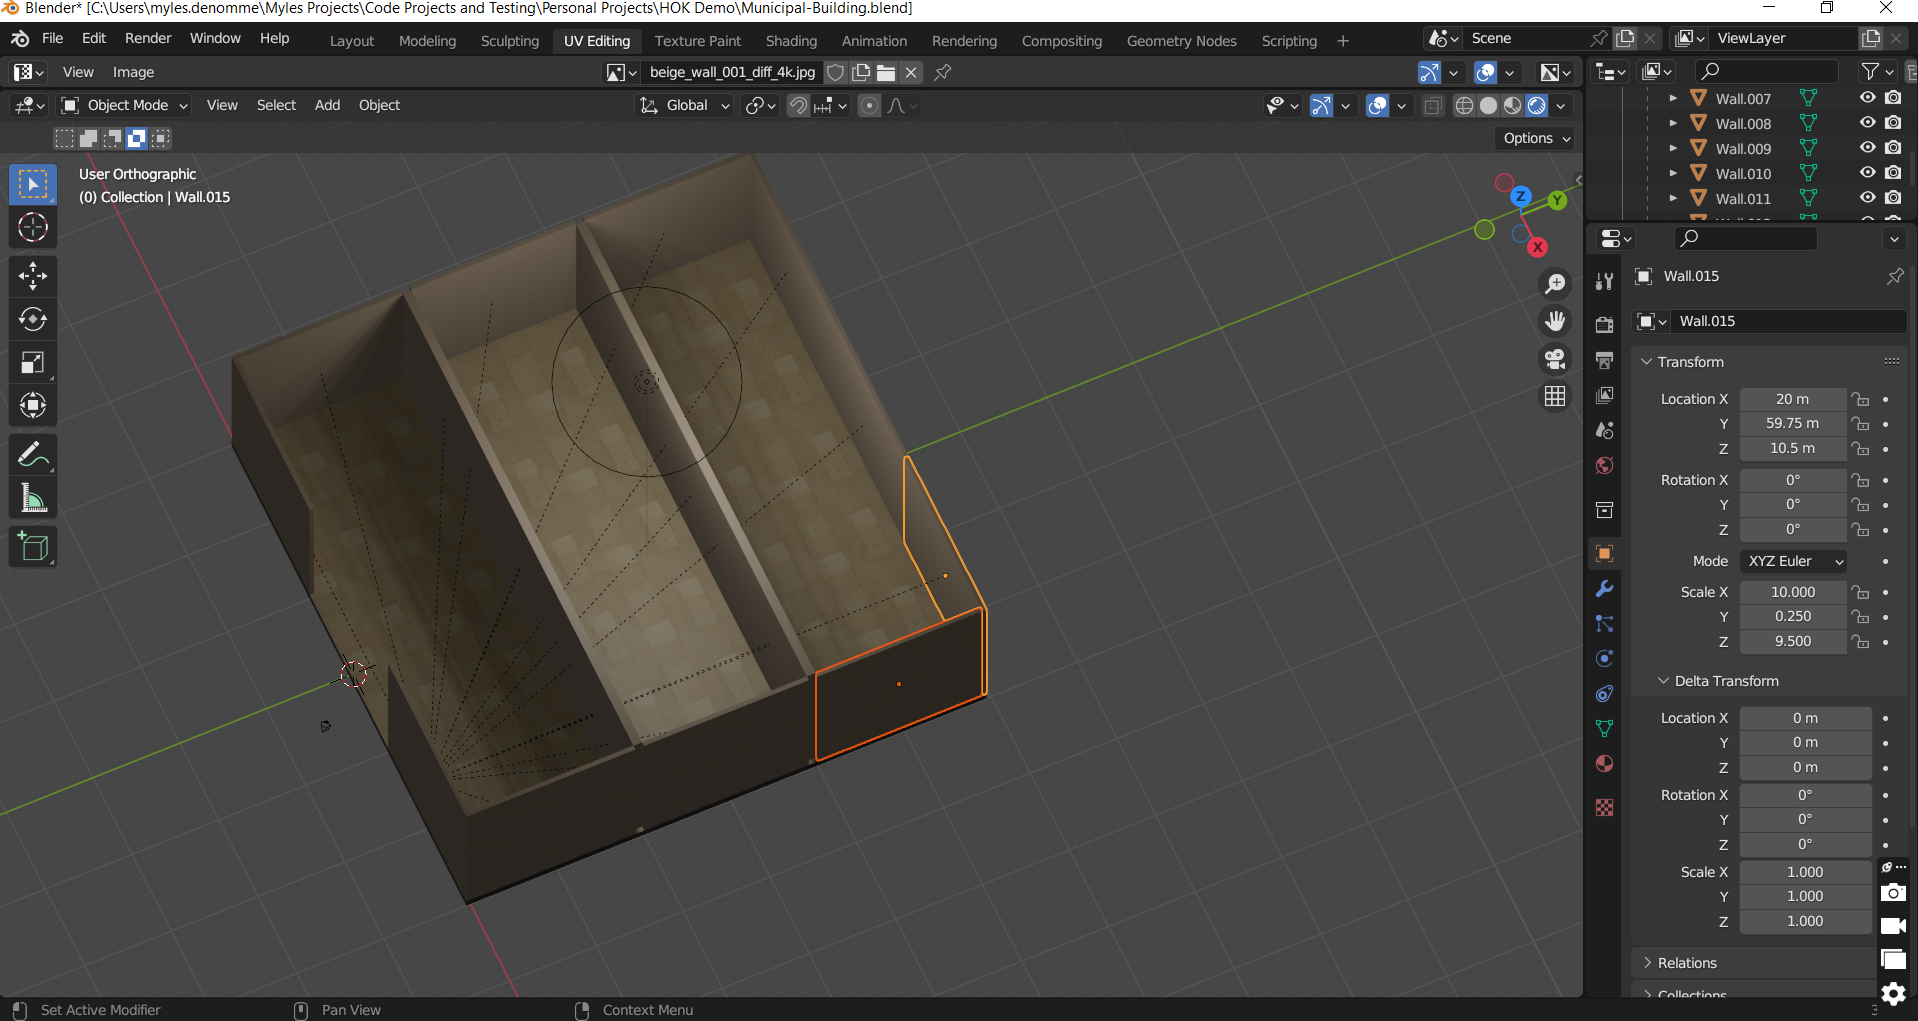 Blender* [C:\Users\myles.denomme\Myles Projects\Code Projects and Testing\Personal Projects\HOK Demo\Municipal-Building.blend]
File Edit Render Window Help Layout Modeling Sculpting UV Editing Texture Paint Shading Animation Rendering Compositing Geometry Nodes Scripting + Scene ViewLayer
View Image beige_wall_001_diff_4k.jpg
Object Mode View Select Add Object Global
Options
User Orthographic
(0) Collection | Wall.015
Z
Y
X
Wall.007
Wall.008
Wall.009
Wall.010
Wall.011
Wall.015
Wall.015
Transform
Location X 20 m
Y 59.75 m
Z 10.5 m
Rotation X 0°
Y 0°
Z 0°
Mode XYZ Euler
Scale X 10.000
Y 0.250
Z 9.500
Delta Transform
Location X 0 m
Y 0 m
Z 0 m
Rotation X 0°
Y 0°
Z 0°
Scale X 1.000
Y 1.000
Z 1.000
Relations
Collections
Set Active Modifier Pan View Context Menu